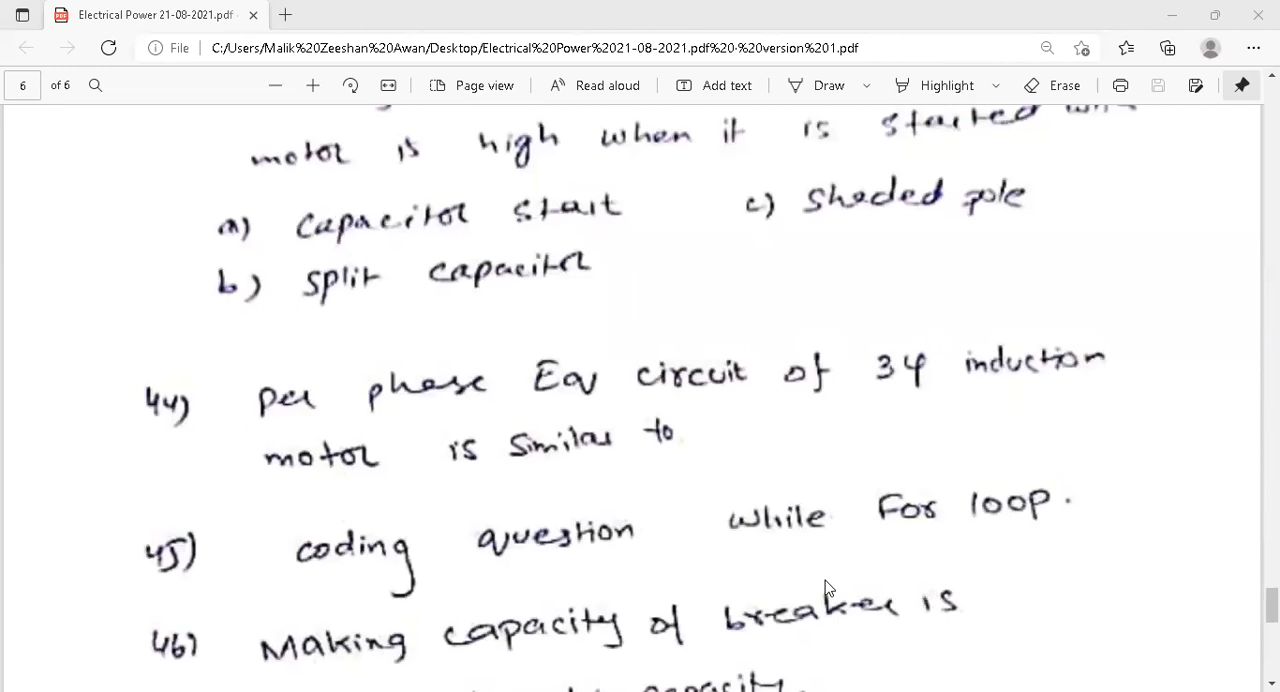 Electrical Power 21-08-2021.pdf
File C:/Users/Malik%20Zeeshan%20Awan/Desktop/Electrical%20Power%2021-08-2021.pdf%20-%20version%201.pdf
6 of 6 Page view Read aloud Add text Draw Highlight Erase
motor is high when it is started
a) Capacitor start c) Shaded pole
b) split capacitor
44) Per phase Eqv circuit of 3φ induction
motor is similar to
45) coding question while For loop.
46) Making capacity of breaker is
capacity.